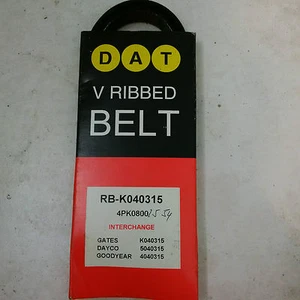 DAT
V RIBBED
BELT
RB-K040315
4PK0800
INTERCHANGE
GATES K040315
DAYCO 5040315
GOODYEAR 4040315